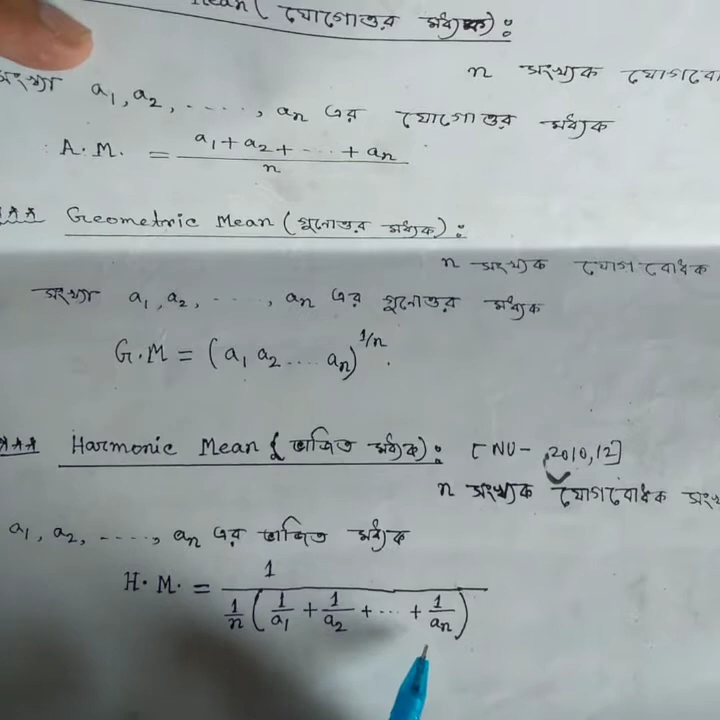 Mean (যোগোত্তর মধ্যক):
n সংখ্যক যোগবো
সংখ্যা a₁, a₂, ....., aₙ এর যোগোত্তর মধ্যক
A.M. = (a₁ + a₂ + ... + aₙ)/n
*** Geometric Mean (গুনোত্তর মধ্যক):
n সংখ্যক যোগবোধক
সংখ্যা a₁, a₂, ....., aₙ এর গুনোত্তর মধ্যক
G.M = (a₁ a₂ .... aₙ)^{1/n}.
*** Harmonic Mean (ভাজিত মধ্যক): [NU-2010,12]
n সংখ্যক যোগবোধক সংখ
a₁, a₂, ....., aₙ এর ভাজিত মধ্যক
H.M. = 1/(1/n (1/a₁ + 1/a₂ + ... + 1/aₙ))